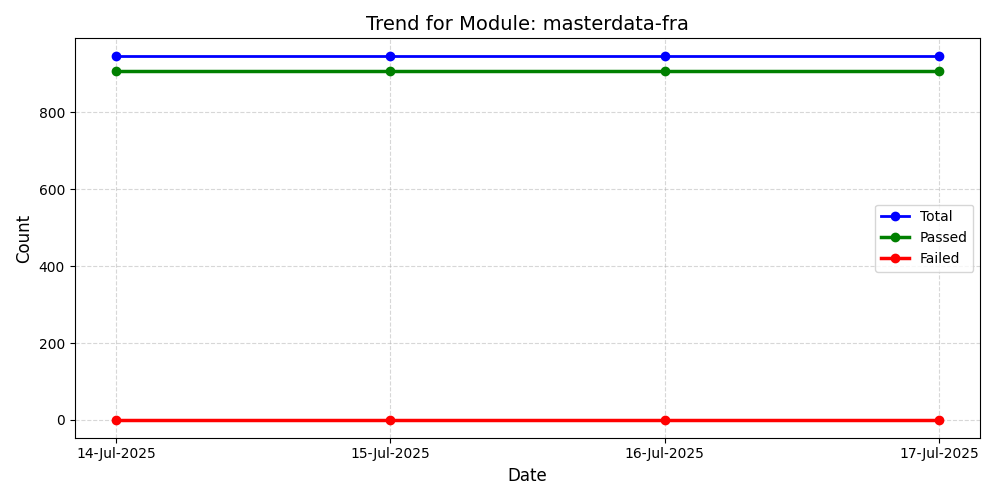 Trend for Module: masterdata-fra
Count
800
600
400
200
0
Total
Passed
Failed
14-Jul-2025 15-Jul-2025 16-Jul-2025 17-Jul-2025
Date